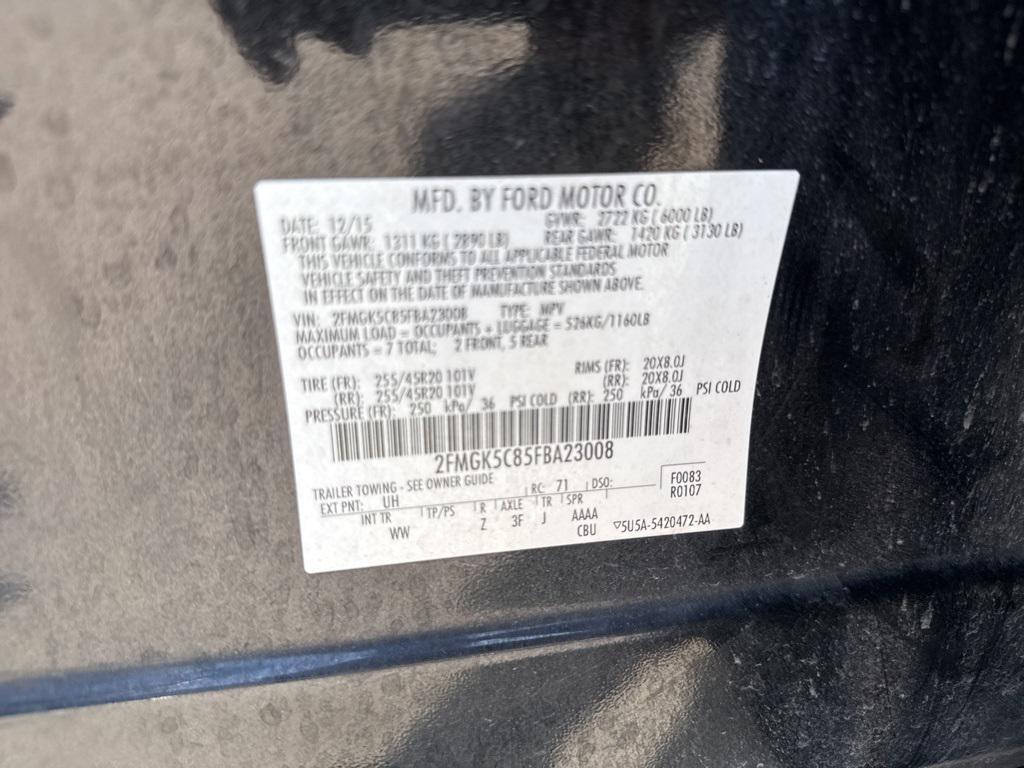 MFD. BY FORD MOTOR CO.
DATE: 12/15 GVWR: 2722 KG ( 6000 LB)
FRONT GAWR: 1311 KG ( 2890 LB) REAR GAWR: 1420 KG ( 3130 LB)
THIS VEHICLE CONFORMS TO ALL APPLICABLE FEDERAL MOTOR
VEHICLE SAFETY AND THEFT PREVENTION STANDARDS
IN EFFECT ON THE DATE OF MANUFACTURE SHOWN ABOVE.
VIN: 2FMGK5C85FBA23008 TYPE: MPV
MAXIMUM LOAD = OCCUPANTS + LUGGAGE = 526KG/1160LB
OCCUPANTS = 7 TOTAL: 2 FRONT, 5 REAR
TIRE (FR): 255/45R20 101V RIMS (FR): 20X8.0J
(RR): 255/45R20 101V (RR): 20X8.0J
PRESSURE (FR): 250 kPa/ 36 PSI COLD (RR): 250 kPa/ 36 PSI COLD
2FMGK5C85FBA23008
TRAILER TOWING - SEE OWNER GUIDE
EXT PNT: UH RC: 71 DSO: F0083
R0107
INT TR TP/PS R AXLE TR SPR
WW Z 3F J AAAA
CBU ▽5U5A-5420472-AA